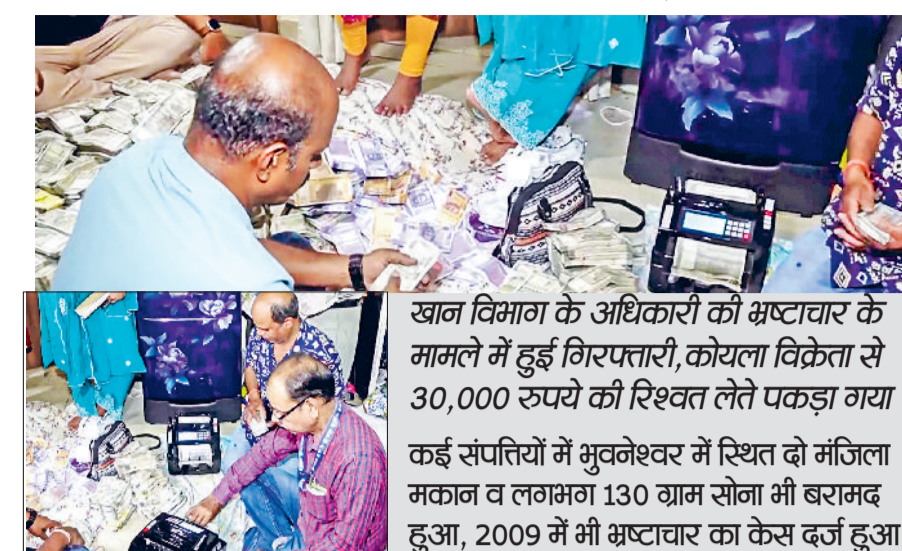 खान विभाग के अधिकारी की भ्रष्टाचार के
मामले में हुई गिरफ्तारी,कोयला विक्रेता से
30,000 रुपये की रिश्वत लेते पकड़ा गया
कई संपत्तियों में भुवनेश्वर में स्थित दो मंजिला
मकान व लगभग 130 ग्राम सोना भी बरामद
हुआ, 2009 में भी भ्रष्टाचार का केस दर्ज हुआ